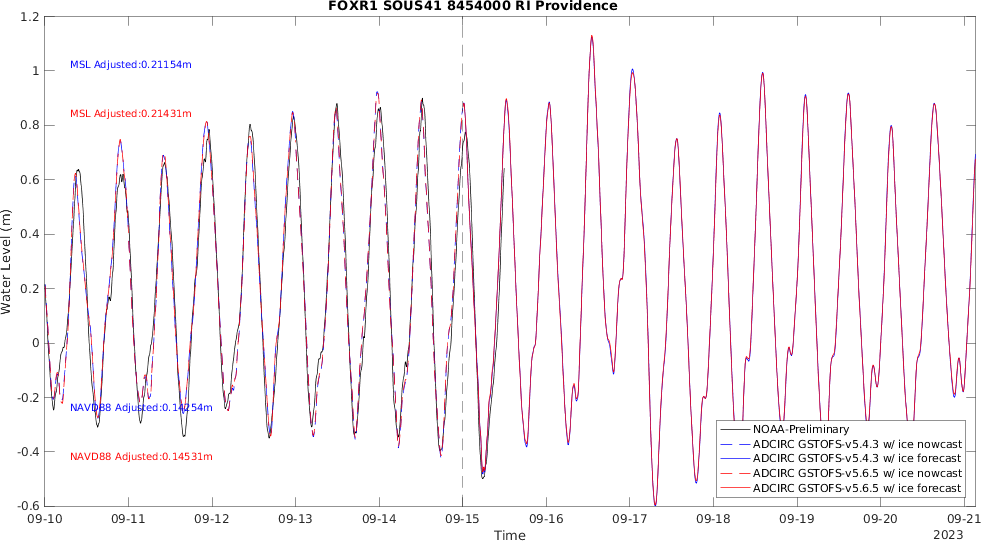 FOXR1 SOUS41 8454000 RI Providence
1.2
1
0.8
0.6
0.4
0.2
0
-0.2
-0.4
-0.6
Water Level (m)
MSL Adjusted:0.21154m
MSL Adjusted:0.21431m
NAVD88 Adjusted:0.14254m
NAVD88 Adjusted:0.14531m
NOAA-Preliminary
ADCIRC GSTOFS-v5.4.3 w/ ice nowcast
ADCIRC GSTOFS-v5.4.3 w/ ice forecast
ADCIRC GSTOFS-v5.6.5 w/ ice nowcast
ADCIRC GSTOFS-v5.6.5 w/ ice forecast
09-10 09-11 09-12 09-13 09-14 09-15 09-16 09-17 09-18 09-19 09-20 09-21
Time
2023